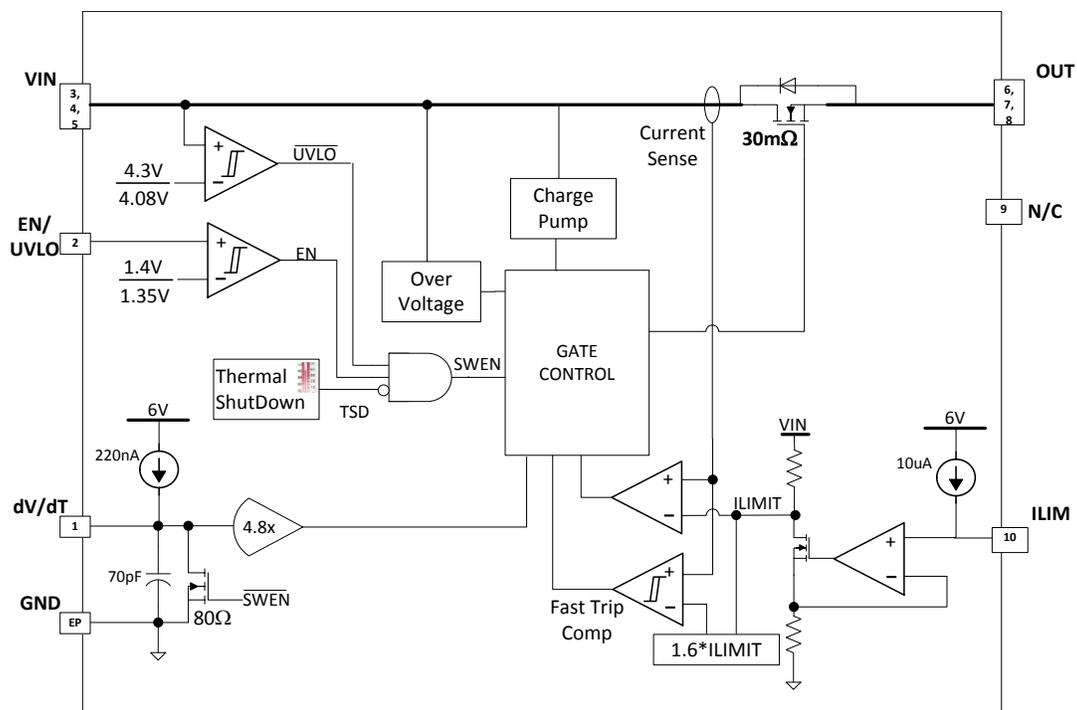 VIN
3,
4,
5
OUT
6,
7,
8
Current
Sense
30mΩ
UVLO
4.3V
4.08V
Charge
Pump
9
N/C
EN/
UVLO
2
EN
1.4V
1.35V
Over
Voltage
GATE
CONTROL
Thermal
ShutDown
TSD
SWEN
6V
220nA
VIN
6V
10uA
dV/dT
1
4.8x
+
−
ILIMIT
ILIM
10
70pF
GND
EP
80Ω
SWEN
Fast Trip
Comp
1.6*ILIMIT